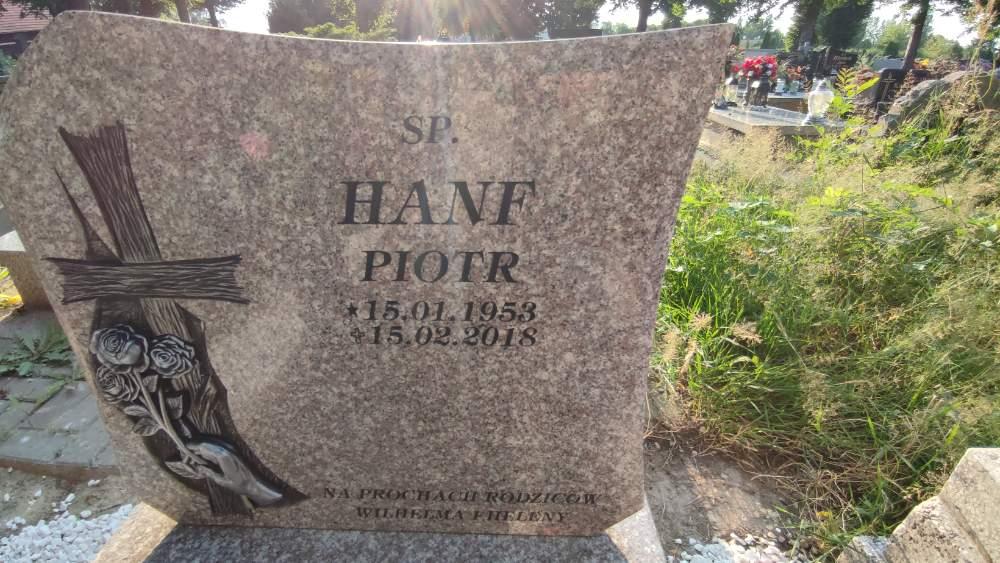 SP.
HANF
PIOTR
★15.01.1953
✞15.02.2018
NA PROCHACH RODZICÓW
WILHELMA I HELENY